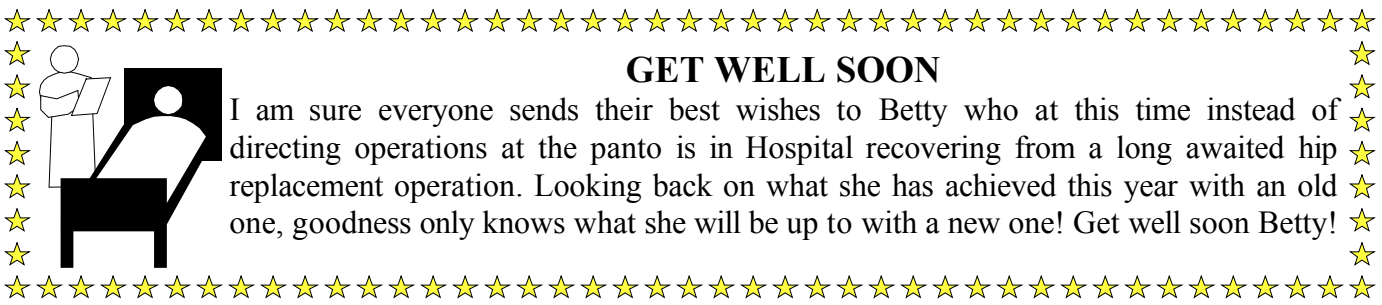 GET WELL SOON
I am sure everyone sends their best wishes to Betty who at this time instead of
directing operations at the panto is in Hospital recovering from a long awaited hip
replacement operation. Looking back on what she has achieved this year with an old
one, goodness only knows what she will be up to with a new one! Get well soon Betty!